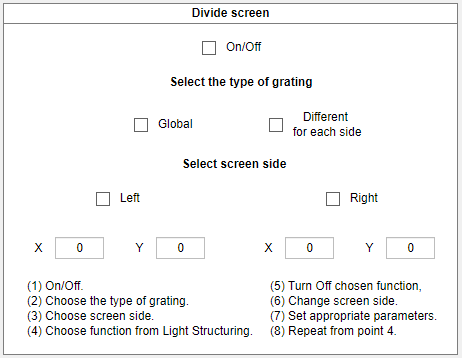 Divide screen
On/Off
Select the type of grating
Global
Different
for each side
Select screen side
Left
Right
X 0 Y 0 X 0 Y 0
(1) On/Off.
(2) Choose the type of grating.
(3) Choose screen side.
(4) Choose function from Light Structuring.
(5) Turn Off chosen function,
(6) Change screen side.
(7) Set appropriate parameters.
(8) Repeat from point 4.